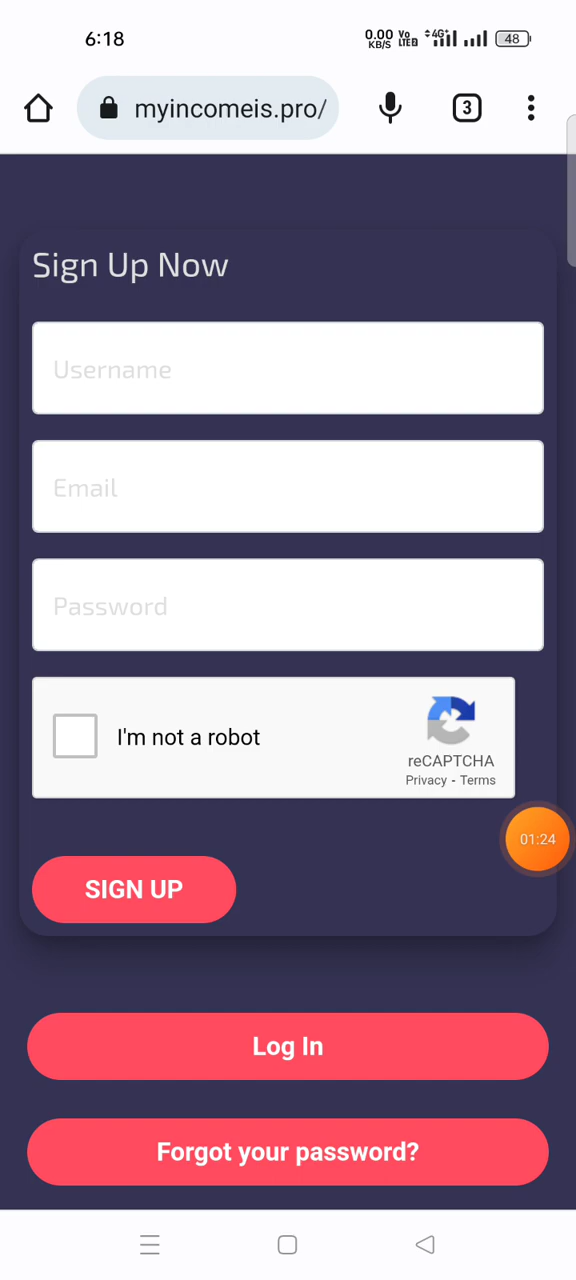 6:18
0.00 KB/S Vo LTE 2 4G+ 48
myincomeis.pro/ 3
Sign Up Now
Username
Email
Password
I'm not a robot
reCAPTCHA
Privacy - Terms
01:24
SIGN UP
Log In
Forgot your password?